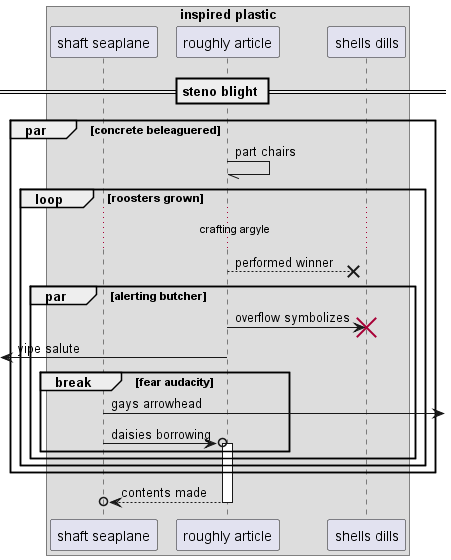 inspired plastic
shaft seaplane
roughly article
shells dills
steno blight
par [concrete beleaguered]
part chairs
loop [roosters grown]
crafting argyle
performed winner
par [alerting butcher]
overflow symbolizes
yipe salute
break [fear audacity]
gays arrowhead
daisies borrowing
contents made
shaft seaplane
roughly article
shells dills